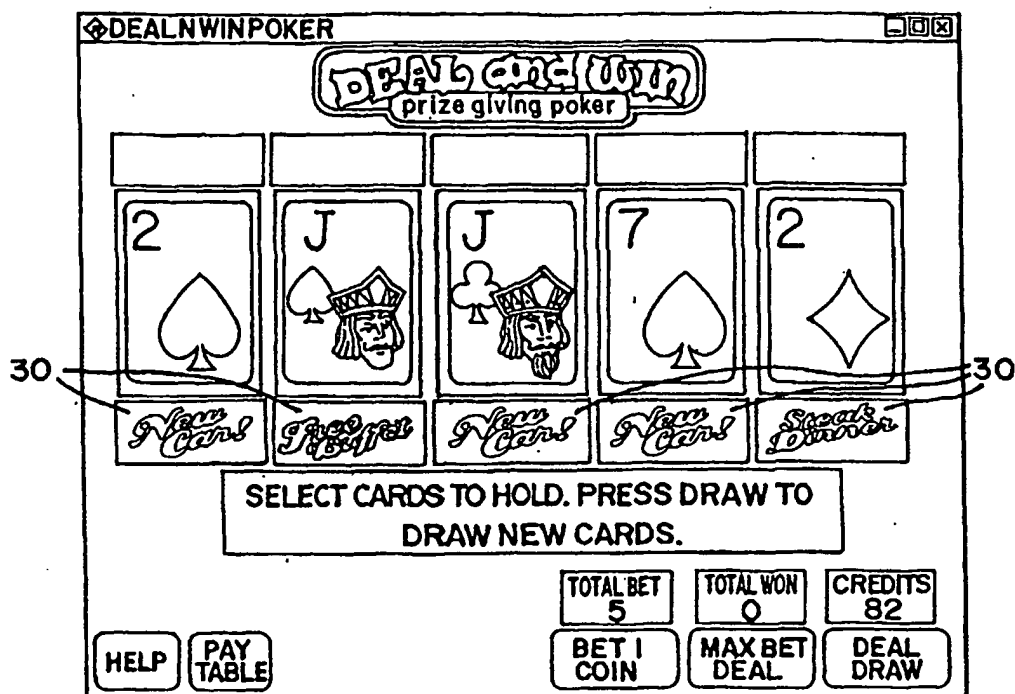 DEALNWINPOKER
DEAL and WIN
prize giving poker
2 J J 7 2
30 30
New Car! Free Buffet New Car! New Car! Steak Dinner
SELECT CARDS TO HOLD. PRESS DRAW TO
DRAW NEW CARDS.
TOTAL BET TOTAL WON CREDITS
5 0 82
HELP PAY TABLE BET 1 COIN MAX BET DEAL DEAL DRAW